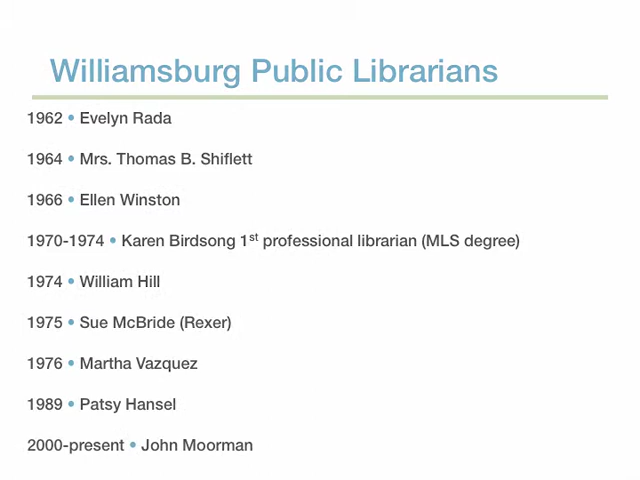 Williamsburg Public Librarians
1962 • Evelyn Rada
1964 • Mrs. Thomas B. Shiflett
1966 • Ellen Winston
1970-1974 • Karen Birdsong 1st professional librarian (MLS degree)
1974 • William Hill
1975 • Sue McBride (Rexer)
1976 • Martha Vazquez
1989 • Patsy Hansel
2000-present • John Moorman